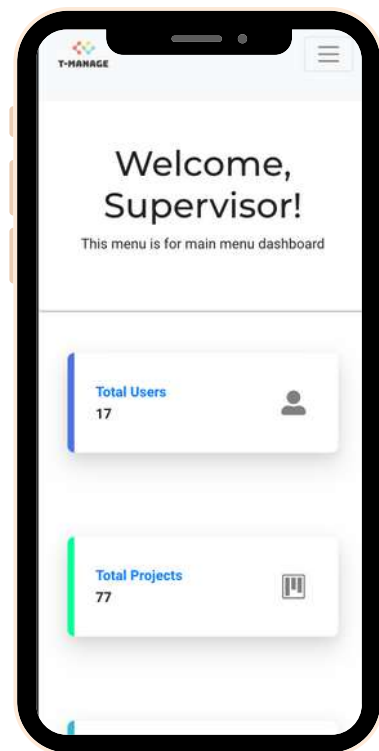 T-MANAGE
Welcome,
Supervisor!
This menu is for main menu dashboard
Total Users
17
Total Projects
77